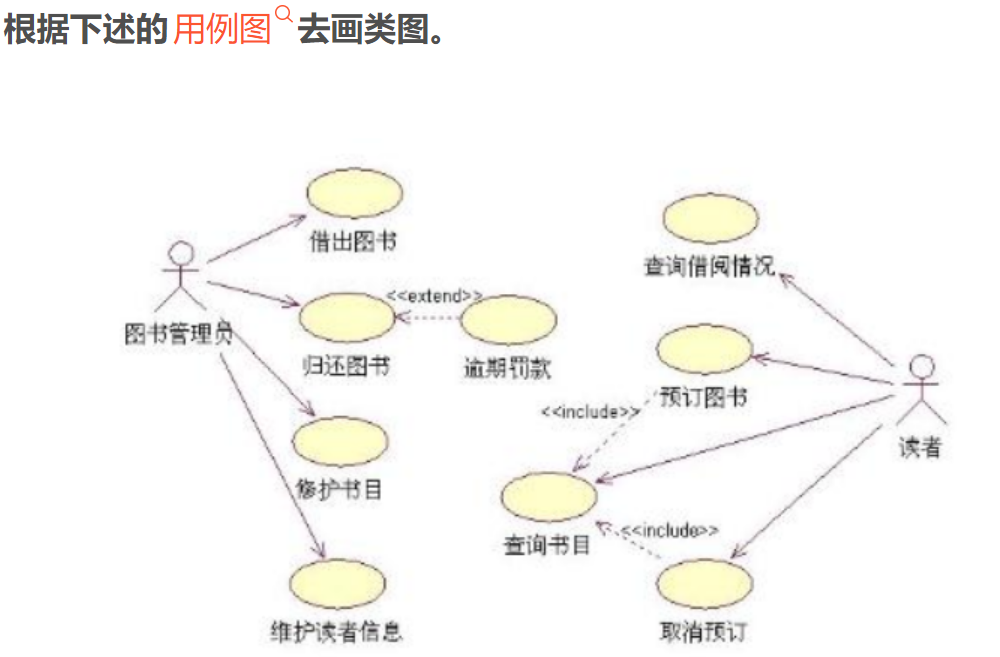 根据下述的 用例图 去画类图。
借出图书
查询借阅情况
图书管理员
<<extend>>
归还图书
逾期罚款
预订图书
<<include>>
读者
修护书目
查询书目
<<include>>
维护读者信息
取消预订